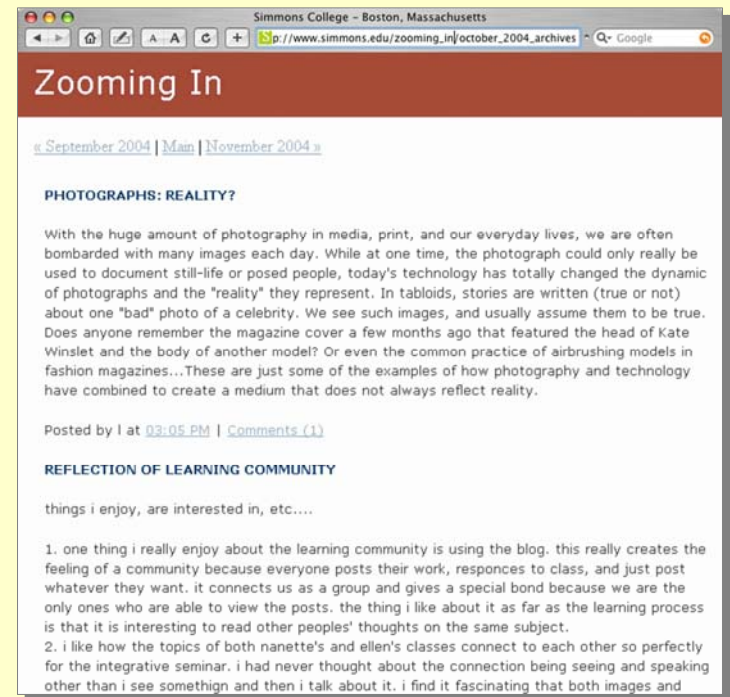 Simmons College – Boston, Massachusetts
A A C + p://www.simmons.edu/zooming_in/october_2004_archives Google
Zooming In
« September 2004 | Main | November 2004 »
PHOTOGRAPHS: REALITY?
With the huge amount of photography in media, print, and our everyday lives, we are often
bombarded with many images each day. While at one time, the photograph could only really be
used to document still-life or posed people, today's technology has totally changed the dynamic
of photographs and the "reality" they represent. In tabloids, stories are written (true or not)
about one "bad" photo of a celebrity. We see such images, and usually assume them to be true.
Does anyone remember the magazine cover a few months ago that featured the head of Kate
Winslet and the body of another model? Or even the common practice of airbrushing models in
fashion magazines...These are just some of the examples of how photography and technology
have combined to create a medium that does not always reflect reality.
Posted by l at 03:05 PM | Comments (1)
REFLECTION OF LEARNING COMMUNITY
things i enjoy, are interested in, etc....
1. one thing i really enjoy about the learning community is using the blog. this really creates the
feeling of a community because everyone posts their work, responces to class, and just post
whatever they want. it connects us as a group and gives a special bond because we are the
only ones who are able to view the posts. the thing i like about it as far as the learning process
is that it is interesting to read other peoples' thoughts on the same subject.
2. i like how the topics of both nanette's and ellen's classes connect to each other so perfectly
for the integrative seminar. i had never thought about the connection being seeing and speaking
other than i see somethign and then i talk about it. i find it fascinating that both images and